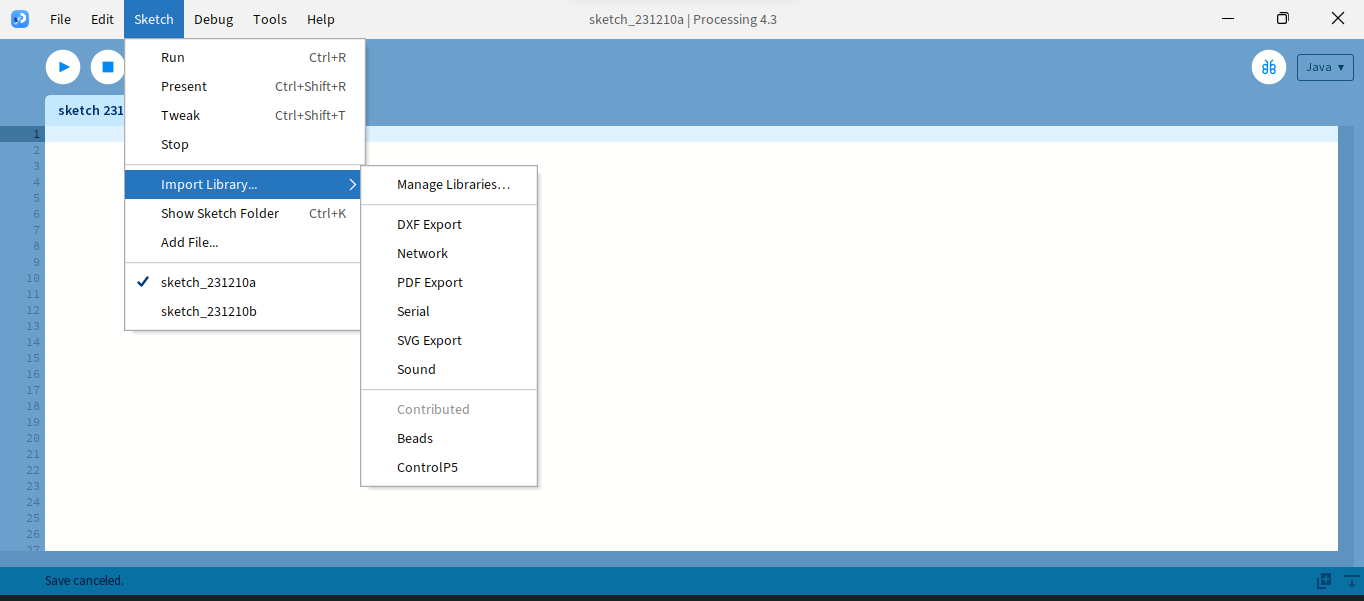 File Edit Sketch Debug Tools Help
sketch_231210a | Processing 4.3
Java ▾
sketch 231
Run Ctrl+R
Present Ctrl+Shift+R
Tweak Ctrl+Shift+T
Stop
Import Library...
Show Sketch Folder Ctrl+K
Add File...
sketch_231210a
sketch_231210b
Manage Libraries…
DXF Export
Network
PDF Export
Serial
SVG Export
Sound
Contributed
Beads
ControlP5
1
2
3
4
5
6
7
8
9
10
11
12
13
14
15
16
17
18
19
20
21
22
23
24
25
26
27
Save canceled.